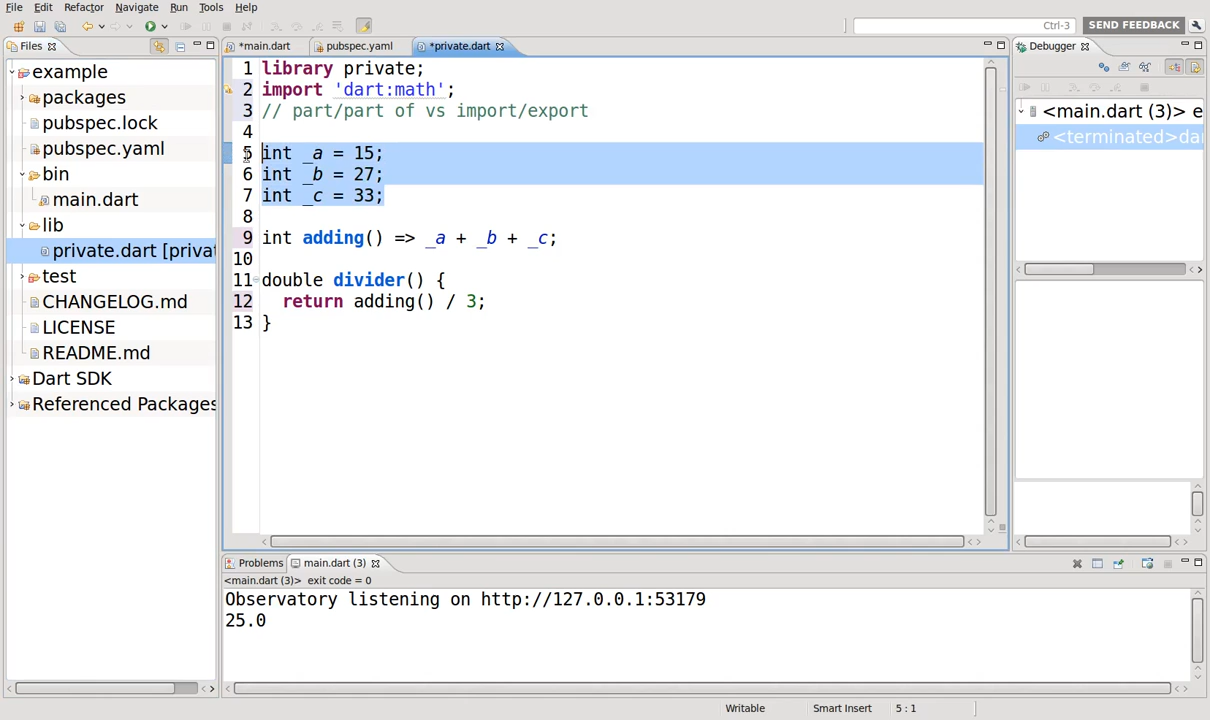 File Edit Refactor Navigate Run Tools Help
Ctrl-3 SEND FEEDBACK
Files
*main.dart pubspec.yaml *private.dart
Debugger
example
packages
pubspec.lock
pubspec.yaml
bin
main.dart
lib
private.dart [privat
test
CHANGELOG.md
LICENSE
README.md
Dart SDK
Referenced Packages
1 library private;
2 import 'dart:math';
3 // part/part of vs import/export
4
5 int _a = 15;
6 int _b = 27;
7 int _c = 33;
8
9 int adding() => _a + _b + _c;
10
11 double divider() {
12 return adding() / 3;
13 }
<main.dart (3)> e
<terminated>dar
Problems main.dart (3)
<main.dart (3)> exit code = 0
Observatory listening on http://127.0.0.1:53179
25.0
Writable Smart Insert 5 : 1